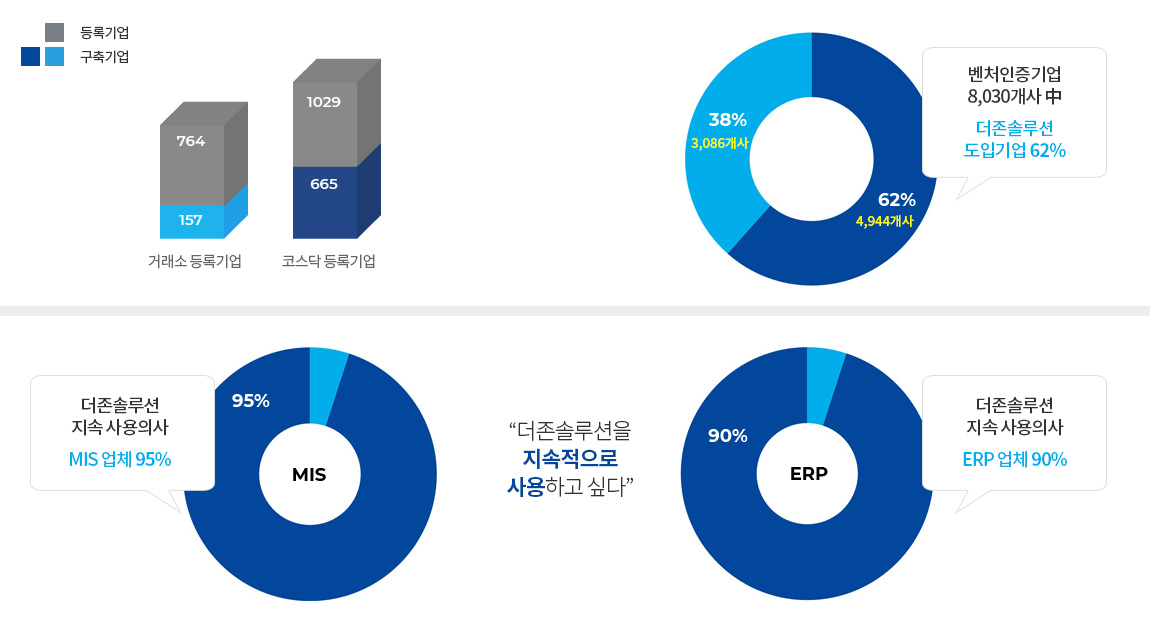 등록기업
구축기업
764
157
거래소 등록기업
1029
665
코스닥 등록기업
38%
3,086개사
62%
4,944개사
벤처인증기업
8,030개사 中
더존솔루션
도입기업 62%
더존솔루션
지속 사용의사
MIS 업체 95%
95%
MIS
“더존솔루션을
지속적으로
사용하고 싶다”
90%
ERP
더존솔루션
지속 사용의사
ERP 업체 90%